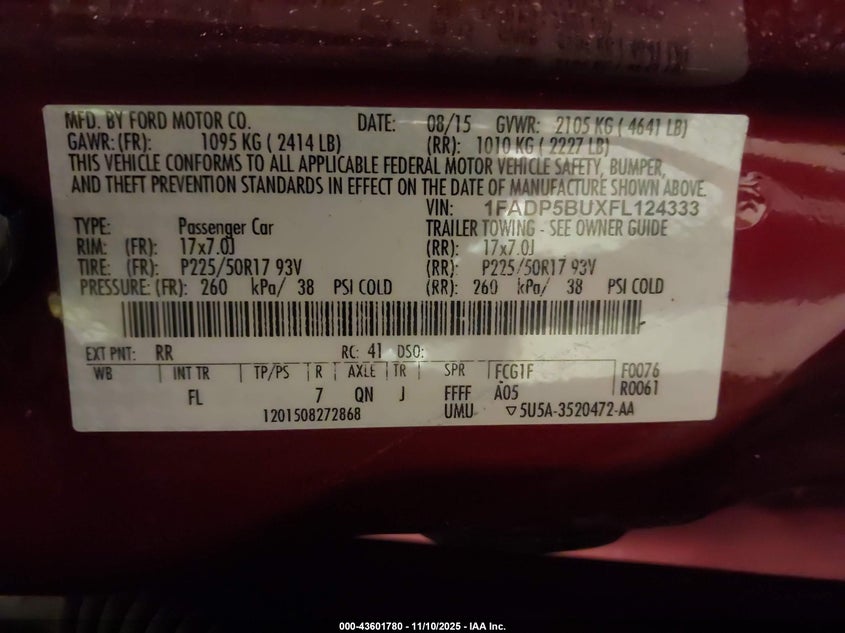 MFD. BY FORD MOTOR CO. DATE: 08/15 GVWR: 2105 KG ( 4641 LB)
GAWR: (FR): 1095 KG ( 2414 LB) (RR): 1010 KG ( 2227 LB)
THIS VEHICLE CONFORMS TO ALL APPLICABLE FEDERAL MOTOR VEHICLE SAFETY, BUMPER,
AND THEFT PREVENTION STANDARDS IN EFFECT ON THE DATE OF MANUFACTURE SHOWN ABOVE.
VIN: 1FADP5BUXFL124333
TYPE: Passenger Car TRAILER TOWING - SEE OWNER GUIDE
RIM: (FR): 17x7.0J (RR): 17x7.0J
TIRE: (FR): P225/50R17 93V (RR): P225/50R17 93V
PRESSURE: (FR): 260 kPa/ 38 PSI COLD (RR): 260 kPa/ 38 PSI COLD
EXT PNT: RR RC: 41 DSO:
WB INT TR TP/PS R AXLE TR SPR FCG1F F0076
FL 7 QN J FFFF A05 R0061
1201508272868 UMU ▽5U5A-3520472-AA
000-43601780 - 11/10/2025 - IAA Inc.